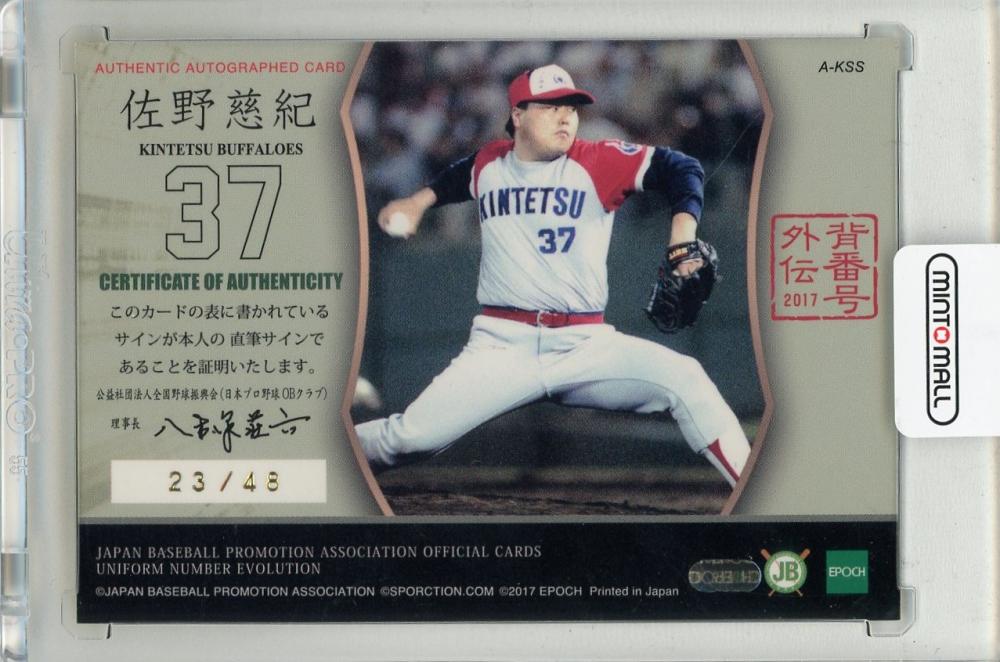 AUTHENTIC AUTOGRAPHED CARD
A-KSS
佐野慈紀
KINTETSU BUFFALOES
37
CERTIFICATE OF AUTHENTICITY
このカードの表に書かれている
サインが本人の 直筆サインで
あることを証明いたします。
公益社団法人全国野球振興会(日本プロ野球OBクラブ)
理事長
23/48
KINTETSU
37
背番号
外伝
2017
MINTOMALL
JAPAN BASEBALL PROMOTION ASSOCIATION OFFICIAL CARDS
UNIFORM NUMBER EVOLUTION
©JAPAN BASEBALL PROMOTION ASSOCIATION ©SPORCTION.COM ©2017 EPOCH Printed in Japan
JB
EPOCH